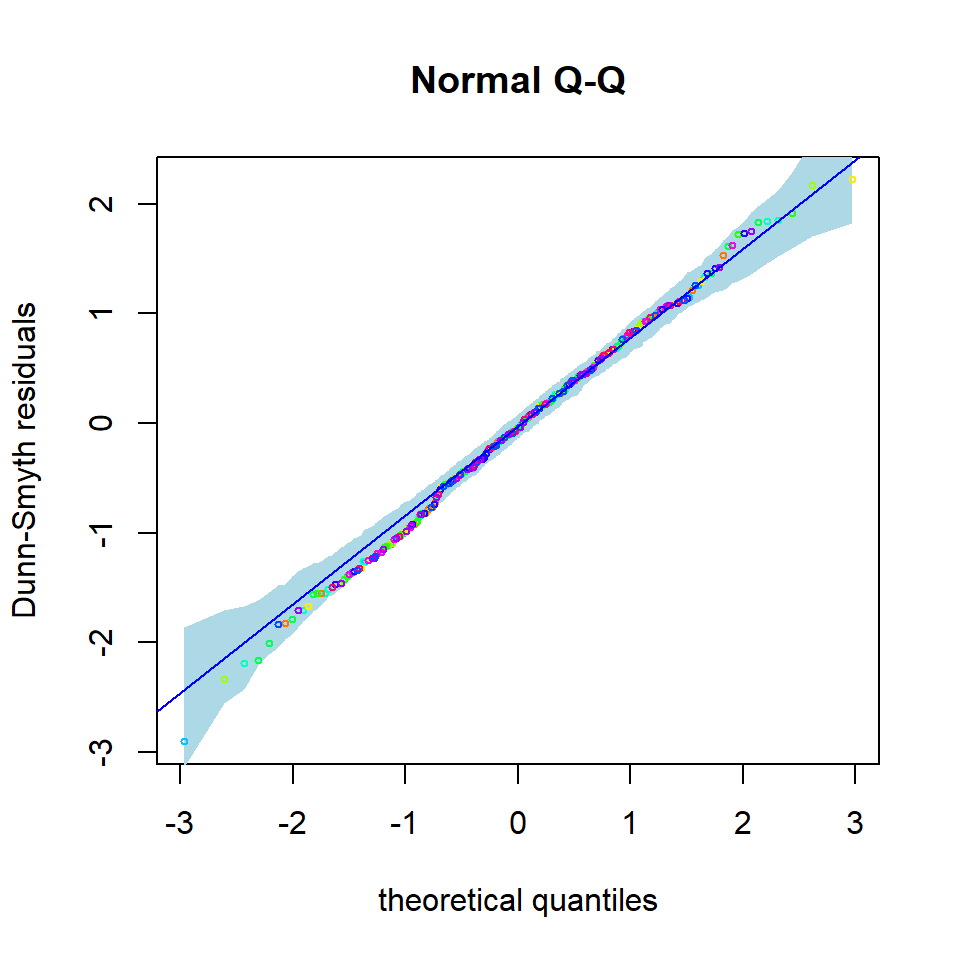 Normal Q-Q
Dunn-Smyth residuals
2
1
0
-1
-2
-3
-3 -2 -1 0 1 2 3
theoretical quantiles